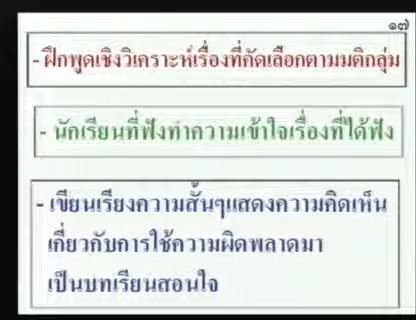 ๑๗
- ฝึกพูดเชิงวิเคราะห์เรื่องที่คัดเลือกตามมติกลุ่ม
- นักเรียนที่ฟังทำความเข้าใจเรื่องที่ได้ฟัง
- เขียนเรียงความสั้นๆแสดงความคิดเห็น
เกี่ยวกับการใช้ความผิดพลาดมา
เป็นบทเรียนสอนใจ